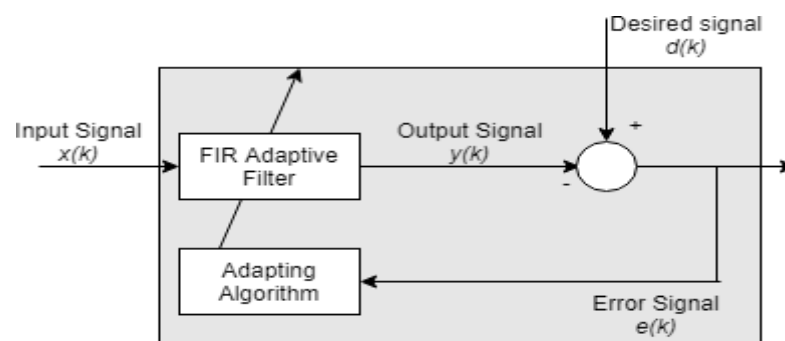 Desired signal
d(k)
+
Input Signal
x(k)
FIR Adaptive
Filter
Output Signal
y(k)
-
Adapting
Algorithm
Error Signal
e(k)